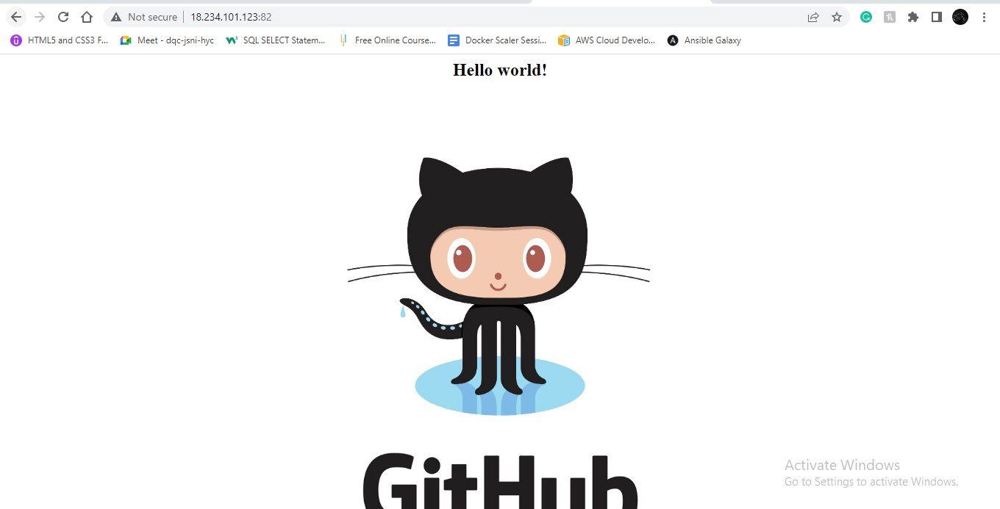 Not secure 18.234.101.123:82
HTML5 and CSS3 F... Meet - dqc-jsni-hyc SQL SELECT Statem... Free Online Course... Docker Scaler Sessi... AWS Cloud Develo... Ansible Galaxy
Hello world!
GitHub
Activate Windows
Go to Settings to activate Windows.